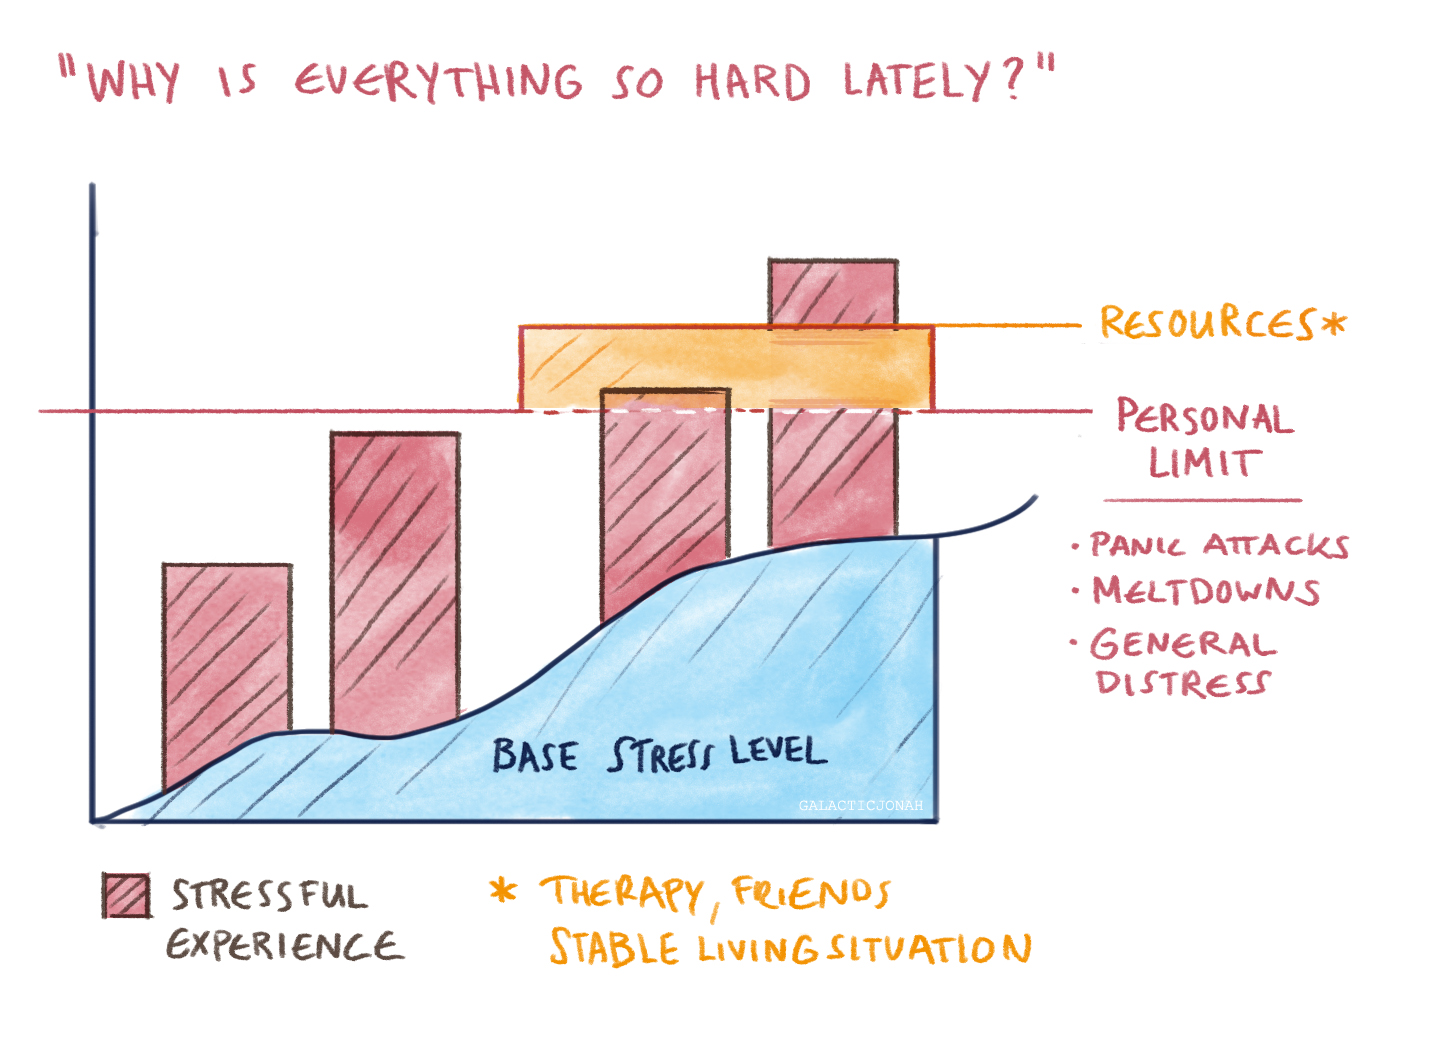 "WHY IS EVERYTHING SO HARD LATELY?"
RESOURCES*
PERSONAL
LIMIT
· PANIC ATTACKS
· MELTDOWNS
· GENERAL
DISTRESS
BASE STRESS LEVEL
GALACTICJONAH
STRESSFUL
EXPERIENCE
* THERAPY, FRIENDS
STABLE LIVING SITUATION